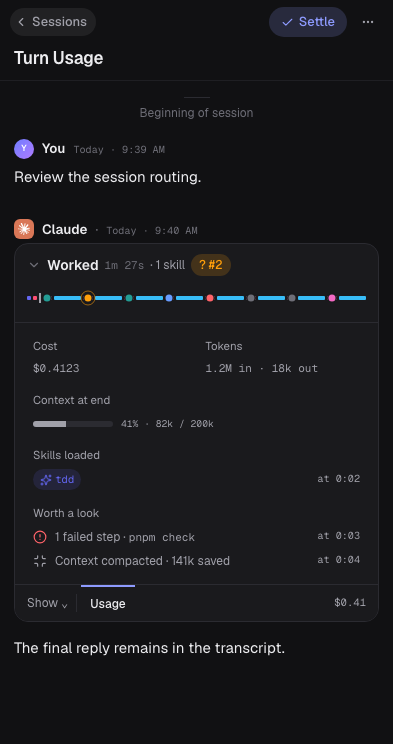 Sessions
Settle
Turn Usage
Beginning of session
Y You Today · 9:39 AM
Review the session routing.
Claude · Today · 9:40 AM
Worked 1m 27s · 1 skill ? #2
Cost Tokens
$0.4123 1.2M in · 18k out
Context at end
41% · 82k / 200k
Skills loaded
tdd at 0:02
Worth a look
1 failed step · pnpm check at 0:03
Context compacted · 141k saved at 0:04
Show Usage $0.41
The final reply remains in the transcript.